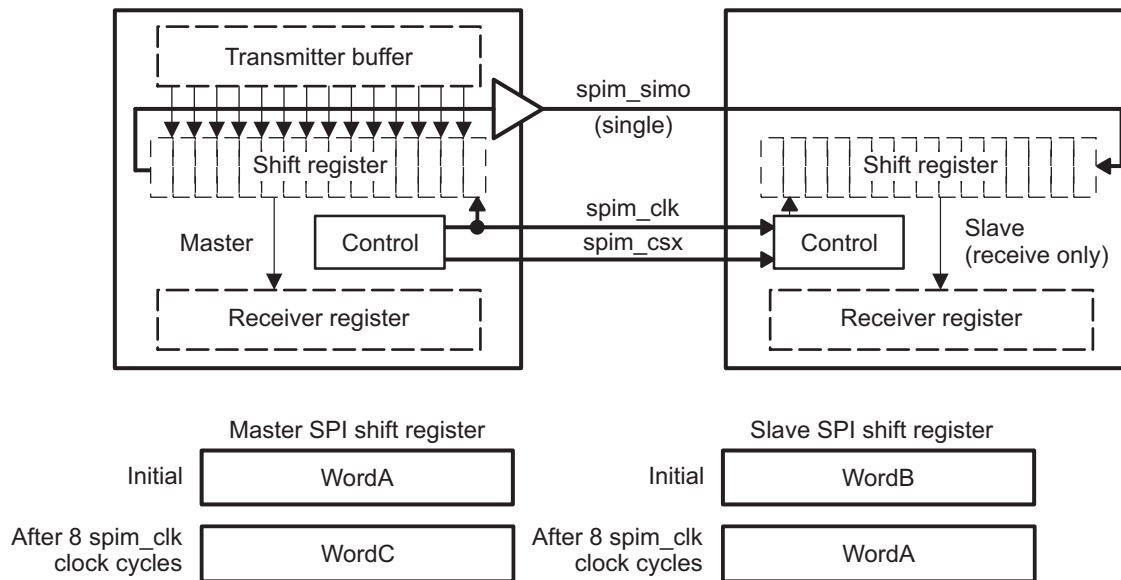 Transmitter buffer
spim_simo
(single)
Shift register
Shift register
spim_clk
Master
Control
spim_csx
Control
Slave
(receive only)
Receiver register
Receiver register
Master SPI shift register
Slave SPI shift register
Initial
WordA
Initial
WordB
After 8 spim_clk
clock cycles
WordC
After 8 spim_clk
clock cycles
WordA